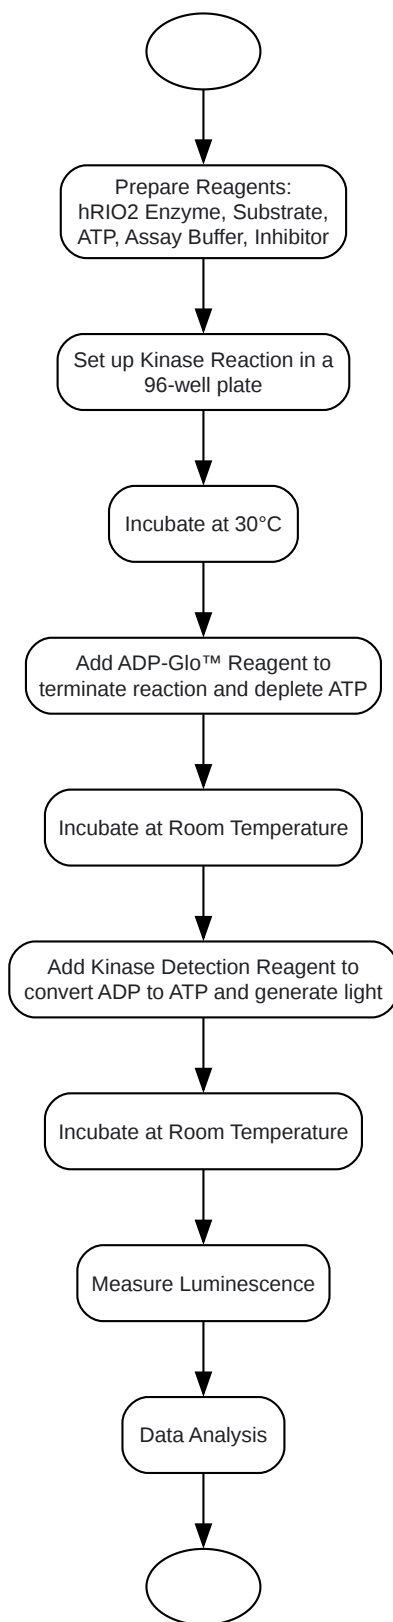 Prepare Reagents:
hRIO2 Enzyme, Substrate,
ATP, Assay Buffer, Inhibitor
Set up Kinase Reaction in a
96-well plate
Incubate at 30°C
Add ADP-Glo™ Reagent to
terminate reaction and deplete ATP
Incubate at Room Temperature
Add Kinase Detection Reagent to
convert ADP to ATP and generate light
Incubate at Room Temperature
Measure Luminescence
Data Analysis